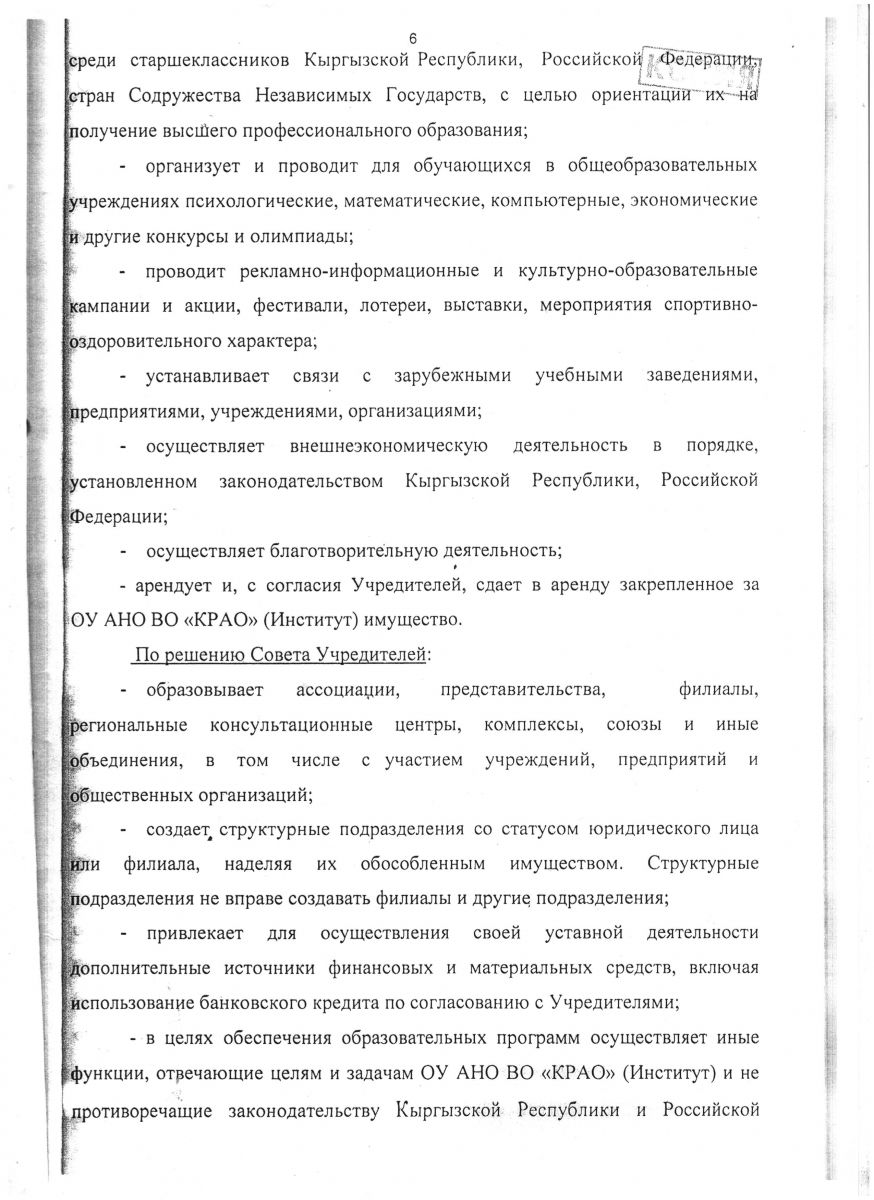 6
среди старшеклассников Кыргызской Республики, Российской Федерации,
стран Содружества Независимых Государств, с целью ориентации их на
получение высшего профессионального образования;
- организует и проводит для обучающихся в общеобразовательных
учреждениях психологические, математические, компьютерные, экономические
и другие конкурсы и олимпиады;
- проводит рекламно-информационные и культурно-образовательные
кампании и акции, фестивали, лотереи, выставки, мероприятия спортивно-
оздоровительного характера;
- устанавливает связи с зарубежными учебными заведениями,
предприятиями, учреждениями, организациями;
- осуществляет внешнеэкономическую деятельность в порядке,
установленном законодательством Кыргызской Республики, Российской
Федерации;
- осуществляет благотворительную деятельность;
- арендует и, с согласия Учредителей, сдает в аренду закрепленное за
ОУ АНО ВО «КРАО» (Институт) имущество.
По решению Совета Учредителей:
- образовывает ассоциации, представительства, филиалы,
региональные консультационные центры, комплексы, союзы и иные
объединения, в том числе с участием учреждений, предприятий и
общественных организаций;
- создает структурные подразделения со статусом юридического лица
или филиала, наделяя их обособленным имуществом. Структурные
подразделения не вправе создавать филиалы и другие подразделения;
- привлекает для осуществления своей уставной деятельности
дополнительные источники финансовых и материальных средств, включая
использование банковского кредита по согласованию с Учредителями;
- в целях обеспечения образовательных программ осуществляет иные
функции, отвечающие целям и задачам ОУ АНО ВО «КРАО» (Институт) и не
противоречащие законодательству Кыргызской Республики и Российской